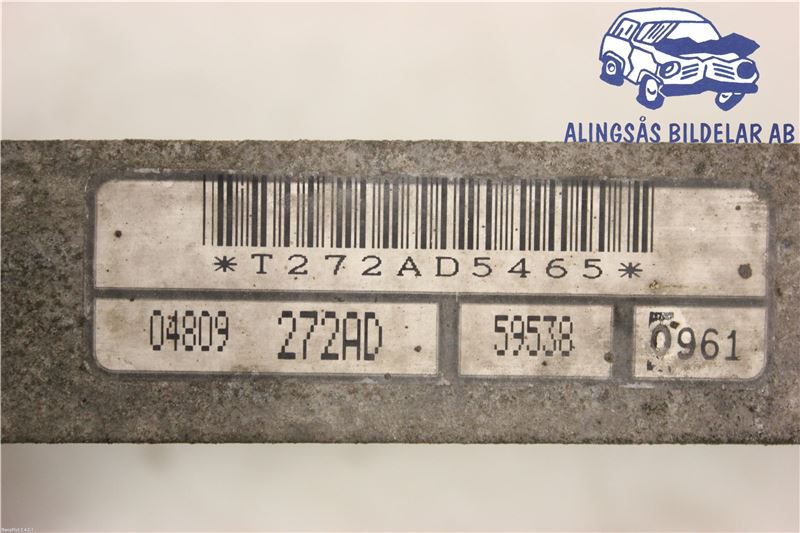 ALINGSÅS BILDELAR AB
*T272AD5465*
04809 272AD 59538 0961